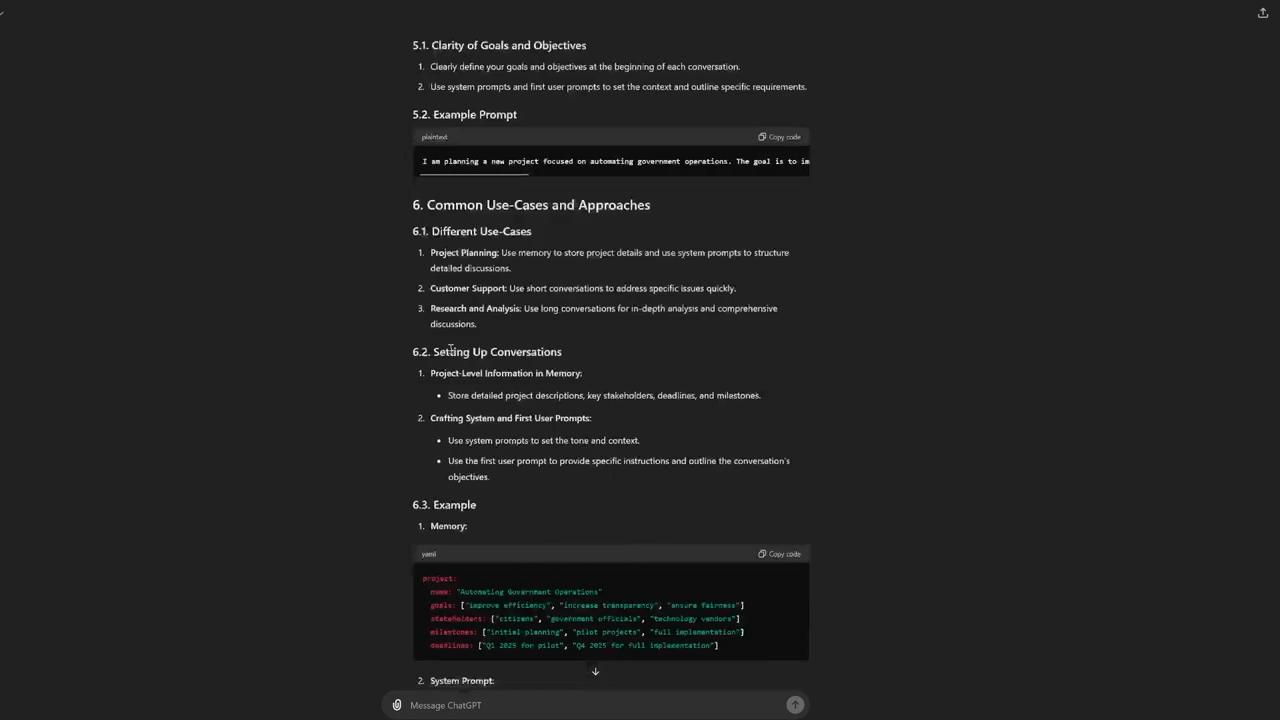 5.1. Clarity of Goals and Objectives
1. Clearly define your goals and objectives at the beginning of each conversation.
2. Use system prompts and first user prompts to set the context and outline specific requirements.
5.2. Example Prompt
plaintext
Copy code
I am planning a new project focused on automating government operations. The goal is to im
6. Common Use-Cases and Approaches
6.1. Different Use-Cases
1. Project Planning: Use memory to store project details and use system prompts to structure
detailed discussions.
2. Customer Support: Use short conversations to address specific issues quickly.
3. Research and Analysis: Use long conversations for in-depth analysis and comprehensive
discussions.
6.2. Setting Up Conversations
1. Project-Level Information in Memory:
• Store detailed project descriptions, key stakeholders, deadlines, and milestones.
2. Crafting System and First User Prompts:
• Use system prompts to set the tone and context.
• Use the first user prompt to provide specific instructions and outline the conversation's
objectives.
6.3. Example
1. Memory:
yaml
Copy code
project:
name: "Automating Government Operations"
goals: ["improve efficiency", "increase transparency", "ensure fairness"]
stakeholders: ["citizens", "government officials", "technology vendors"]
milestones: ["initial planning", "pilot projects", "full implementation"]
deadlines: ["Q1 2025 for pilot", "Q4 2025 for full implementation"]
2. System Prompt:
Message ChatGPT